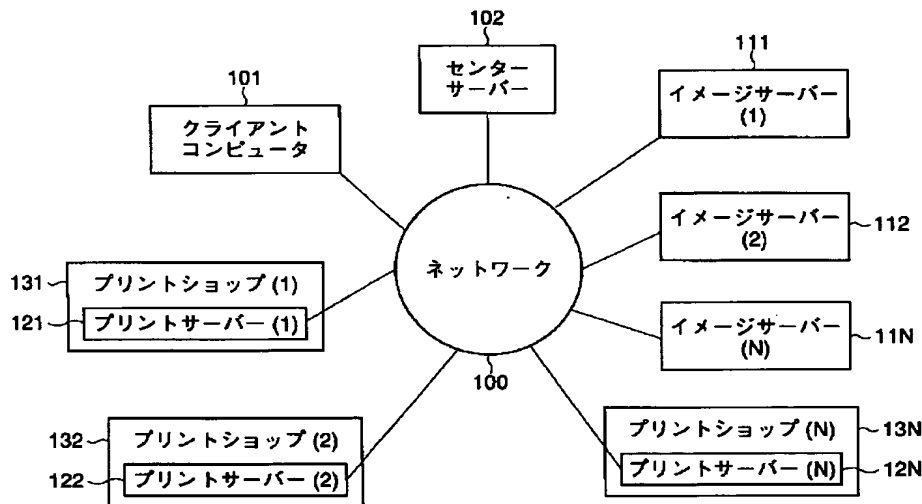 102
センター
サーバー
101
クライアント
コンピュータ
111
イメージサーバー
(1)
イメージサーバー
(2)
112
ネットワーク
100
131
プリントショップ (1)
121
プリントサーバー (1)
イメージサーバー
(N)
11N
132
プリントショップ (2)
122
プリントサーバー (2)
プリントショップ (N)
13N
プリントサーバー (N)
12N